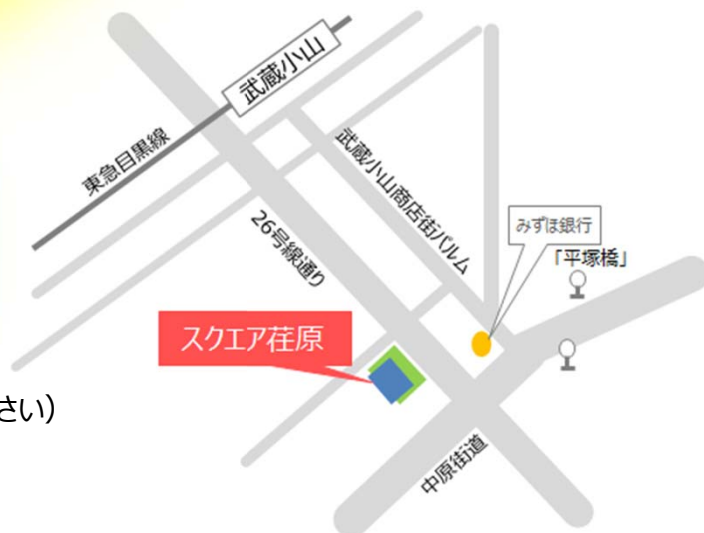 武蔵小山
東急目黒線
武蔵小山商店街パルム
26号線通り
みずほ銀行
「平塚橋」
スクエア荏原
さい)
中原街道